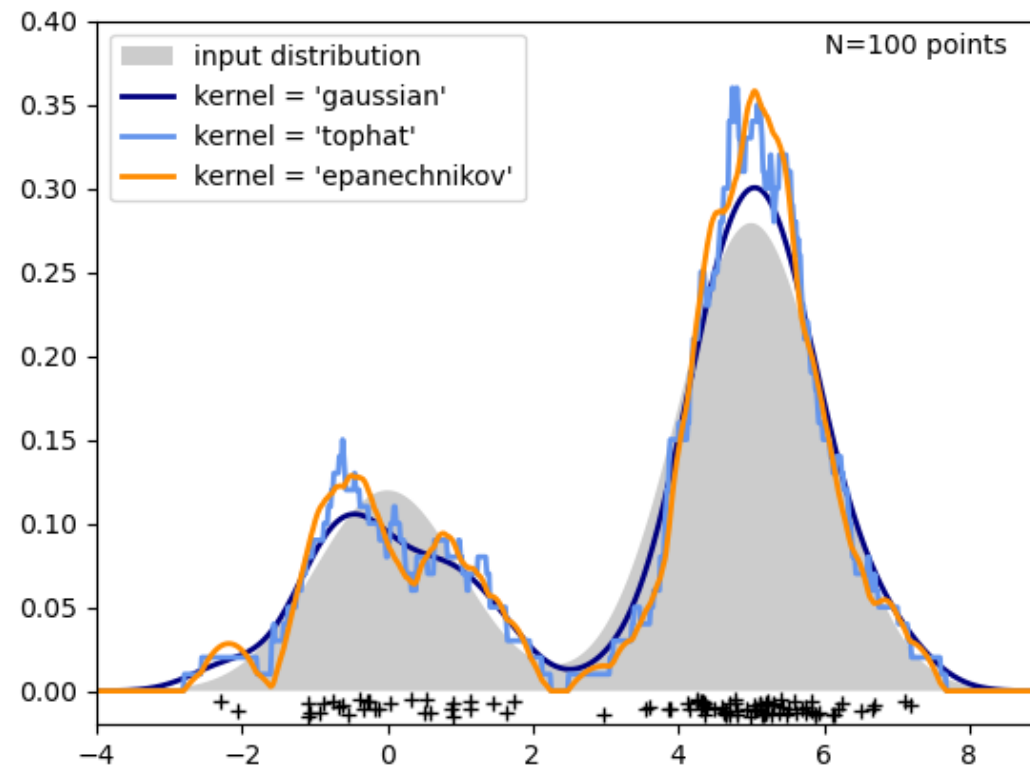 0.40
0.35
0.30
0.25
0.20
0.15
0.10
0.05
0.00
input distribution
kernel = 'gaussian'
kernel = 'tophat'
kernel = 'epanechnikov'
N=100 points
−4 −2 0 2 4 6 8